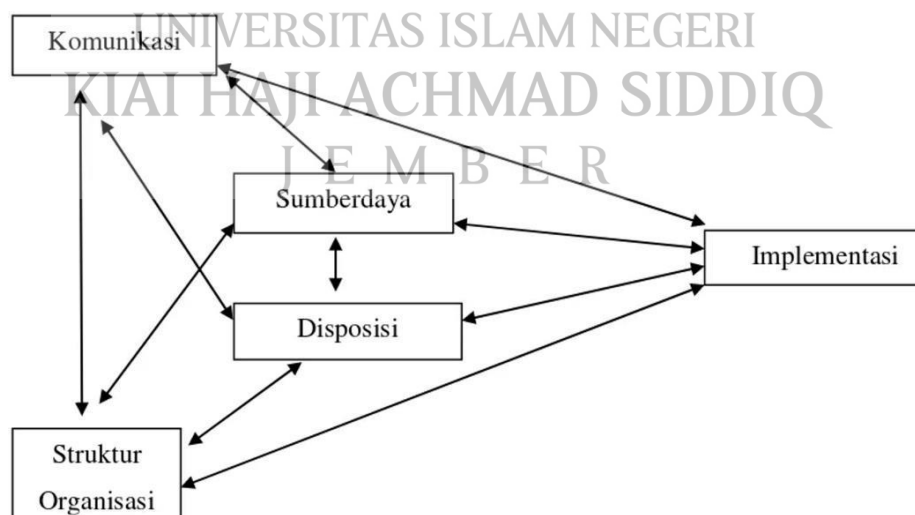 UNIVERSITAS ISLAM NEGERI
Komunikasi
KIAI HAJI ACHMAD SIDDIQ
J E M B E R
Sumberdaya
Implementasi
Disposisi
Struktur
Organisasi